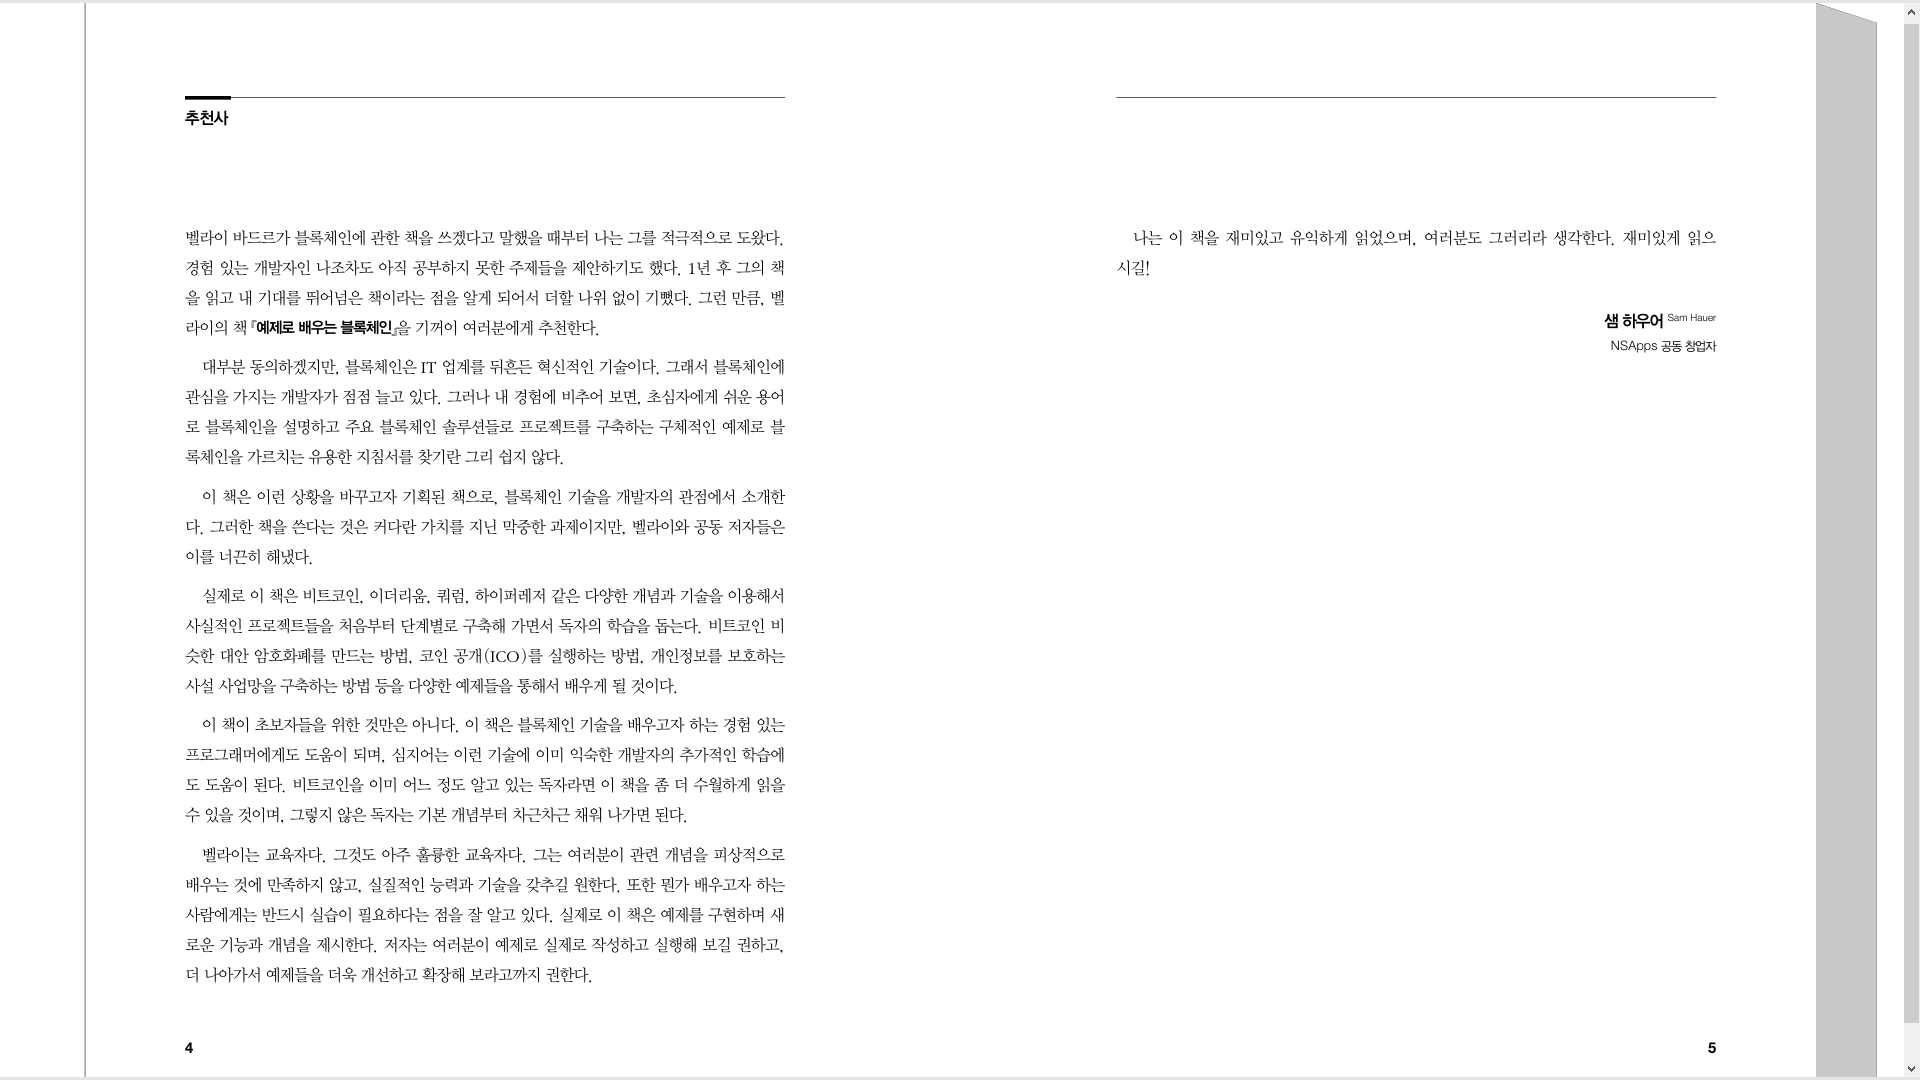 추천사
벨라이 바드르가 블록체인에 관한 책을 쓰겠다고 말했을 때부터 나는 그를 적극적으로 도왔다.
경험 있는 개발자인 나조차도 아직 공부하지 못한 주제들을 제안하기도 했다. 1년 후 그의 책
을 읽고 내 기대를 뛰어넘은 책이라는 점을 알게 되어서 더할 나위 없이 기뻤다. 그런 만큼, 벨
라이의 책 『예제로 배우는 블록체인』을 기꺼이 여러분에게 추천한다.
대부분 동의하겠지만, 블록체인은 IT 업계를 뒤흔든 혁신적인 기술이다. 그래서 블록체인에
관심을 가지는 개발자가 점점 늘고 있다. 그러나 내 경험에 비추어 보면, 초심자에게 쉬운 용어
로 블록체인을 설명하고 주요 블록체인 솔루션들로 프로젝트를 구축하는 구체적인 예제로 블
록체인을 가르치는 유용한 지침서를 찾기란 그리 쉽지 않다.
이 책은 이런 상황을 바꾸고자 기획된 책으로, 블록체인 기술을 개발자의 관점에서 소개한
다. 그러한 책을 쓴다는 것은 커다란 가치를 지닌 막중한 과제이지만, 벨라이와 공동 저자들은
이를 너끈히 해냈다.
실제로 이 책은 비트코인, 이더리움, 쿼럼, 하이퍼레저 같은 다양한 개념과 기술을 이용해서
사실적인 프로젝트들을 처음부터 단계별로 구축해 가면서 독자의 학습을 돕는다. 비트코인 비
슷한 대안 암호화폐를 만드는 방법, 코인 공개(ICO)를 실행하는 방법, 개인정보를 보호하는
사설 사업망을 구축하는 방법 등을 다양한 예제들을 통해서 배우게 될 것이다.
이 책이 초보자들을 위한 것만은 아니다. 이 책은 블록체인 기술을 배우고자 하는 경험 있는
프로그래머에게도 도움이 되며, 심지어는 이런 기술에 이미 익숙한 개발자의 추가적인 학습에
도 도움이 된다. 비트코인을 이미 어느 정도 알고 있는 독자라면 이 책을 좀 더 수월하게 읽을
수 있을 것이며, 그렇지 않은 독자는 기본 개념부터 차근차근 채워 나가면 된다.
벨라이는 교육자다. 그것도 아주 훌륭한 교육자다. 그는 여러분이 관련 개념을 피상적으로
배우는 것에 만족하지 않고, 실질적인 능력과 기술을 갖추길 원한다. 또한 뭔가 배우고자 하는
사람에게는 반드시 실습이 필요하다는 점을 잘 알고 있다. 실제로 이 책은 예제를 구현하며 새
로운 기능과 개념을 제시한다. 저자는 여러분이 예제로 실제로 작성하고 실행해 보길 권하고,
더 나아가서 예제들을 더욱 개선하고 확장해 보라고까지 권한다.
4
나는 이 책을 재미있고 유익하게 읽었으며, 여러분도 그러리라 생각한다. 재미있게 읽으
시길!
샘 하우어 Sam Hauer
NSApps 공동 창업자
5